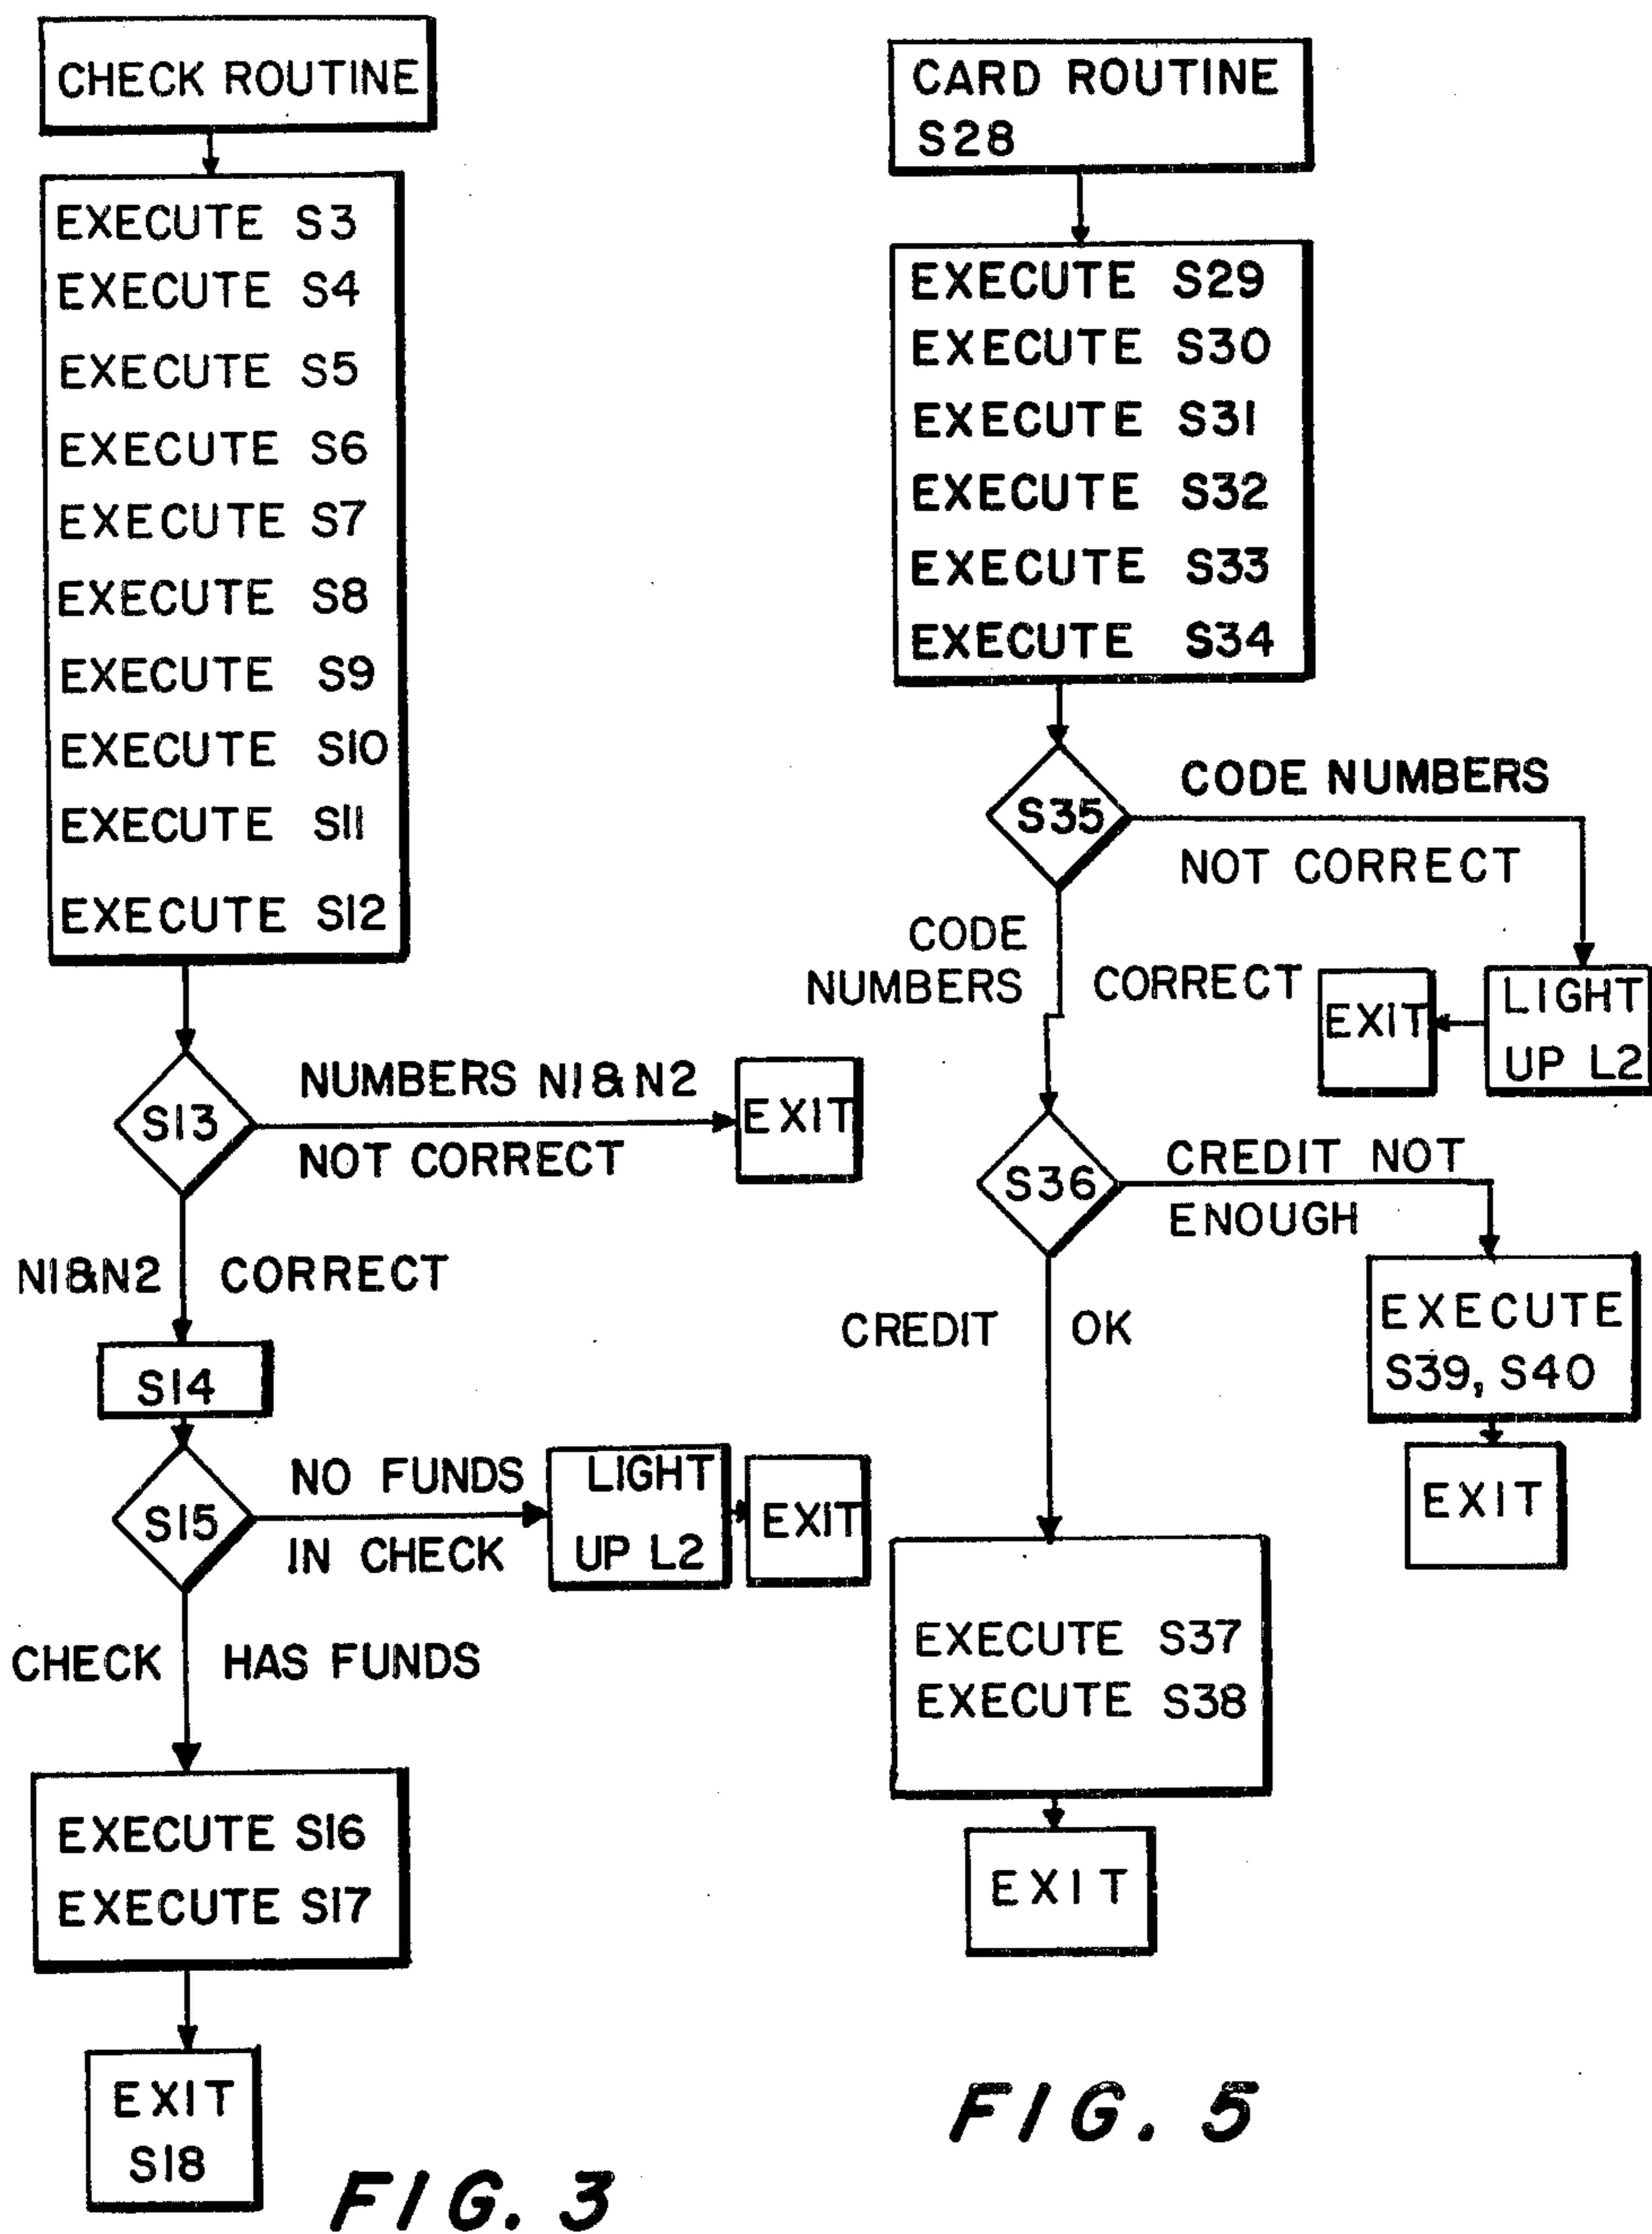 CHECK ROUTINE
EXECUTE S3
EXECUTE S4
EXECUTE S5
EXECUTE S6
EXECUTE S7
EXECUTE S8
EXECUTE S9
EXECUTE S10
EXECUTE S11
EXECUTE S12
S13
NUMBERS N1&N2
NOT CORRECT
EXIT
N1&N2 CORRECT
S14
S15
NO FUNDS
IN CHECK
LIGHT
UP L2
EXIT
CHECK HAS FUNDS
EXECUTE S16
EXECUTE S17
EXIT
S18
FIG. 3
CARD ROUTINE
S28
EXECUTE S29
EXECUTE S30
EXECUTE S31
EXECUTE S32
EXECUTE S33
EXECUTE S34
S35
CODE NUMBERS
NOT CORRECT
LIGHT
UP L2
EXIT
CODE
NUMBERS CORRECT
S36
CREDIT NOT
ENOUGH
EXECUTE
S39, S40
EXIT
CREDIT OK
EXECUTE S37
EXECUTE S38
EXIT
FIG. 5